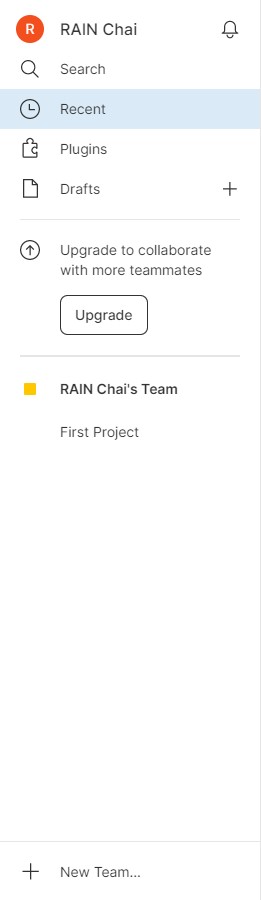 R RAIN Chai
Search
Recent
Plugins
Drafts
Upgrade to collaborate
with more teammates
Upgrade
RAIN Chai's Team
First Project
New Team...